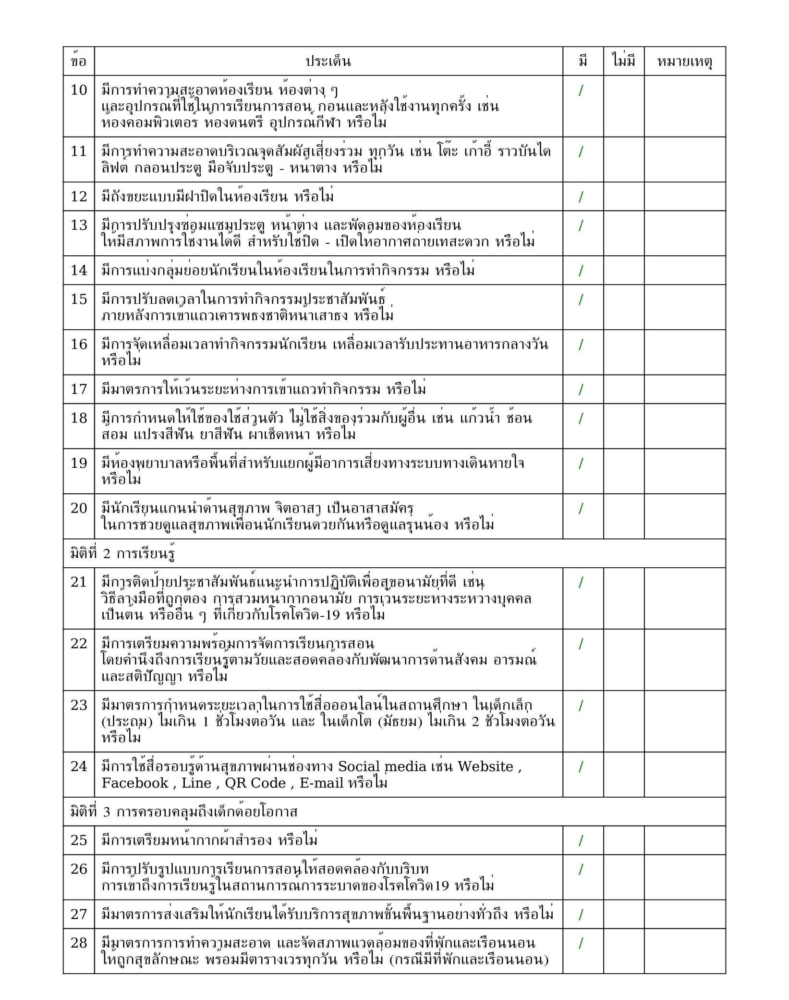 ข้อ ประเด็น มี ไม่มี หมายเหตุ
10 มีการทำความสะอาดห้องเรียน ห้องต่าง ๆ /
และอุปกรณ์ที่ใช้ในการเรียนการสอน ก่อนและหลังใช้งานทุกครั้ง เช่น
ห้องคอมพิวเตอร์ ห้องดนตรี อุปกรณ์กีฬา หรือไม่
11 มีการทำความสะอาดบริเวณจุดสัมผัสเสี่ยงร่วม ทุกวัน เช่น โต๊ะ เก้าอี้ ราวบันได /
ลิฟต์ กลอนประตู มือจับประตู - หน้าต่าง หรือไม่
12 มีถังขยะแบบมีฝาปิดในห้องเรียน หรือไม่ /
13 มีการปรับปรุงซ่อมแซมประตู หน้าต่าง และพัดลมของห้องเรียน /
ให้มีสภาพการใช้งานได้ดี สำหรับใช้ปิด - เปิดให้อากาศถ่ายเทสะดวก หรือไม่
14 มีการแบ่งกลุ่มย่อยนักเรียนในห้องเรียนในการทำกิจกรรม หรือไม่ /
15 มีการปรับลดเวลาในการทำกิจกรรมประชาสัมพันธ์ /
ภายหลังการเข้าแถวเคารพธงชาติหน้าเสาธง หรือไม่
16 มีการจัดเหลื่อมเวลาทำกิจกรรมนักเรียน เหลื่อมเวลารับประทานอาหารกลางวัน /
หรือไม่
17 มีมาตรการให้เว้นระยะห่างการเข้าแถวทำกิจกรรม หรือไม่ /
18 มีการกำหนดให้ใช้ของใช้ส่วนตัว ไม่ใช้สิ่งของร่วมกับผู้อื่น เช่น แก้วน้ำ ช้อน /
ส้อม แปรงสีฟัน ยาสีฟัน ผ้าเช็ดหน้า หรือไม่
19 มีห้องพยาบาลหรือพื้นที่สำหรับแยกผู้มีอาการเสี่ยงทางระบบทางเดินหายใจ /
หรือไม่
20 มีนักเรียนแกนนำด้านสุขภาพ จิตอาสา เป็นอาสาสมัคร /
ในการช่วยดูแลสุขภาพเพื่อนนักเรียนด้วยกันหรือดูแลรุ่นน้อง หรือไม่
มิติที่ 2 การเรียนรู้
21 มีการติดป้ายประชาสัมพันธ์แนะนำการปฏิบัติเพื่อสุขอนามัยที่ดี เช่น /
วิธีล้างมือที่ถูกต้อง การสวมหน้ากากอนามัย การเว้นระยะห่างระหว่างบุคคล
เป็นต้น หรืออื่น ๆ ที่เกี่ยวกับโรคโควิด-19 หรือไม่
22 มีการเตรียมความพร้อมการจัดการเรียนการสอน /
โดยคำนึงถึงการเรียนรู้ตามวัยและสอดคล้องกับพัฒนาการด้านสังคม อารมณ์
และสติปัญญา หรือไม่
23 มีมาตรการกำหนดระยะเวลาในการใช้สื่อออนไลน์ในสถานศึกษา ในเด็กเล็ก /
(ประถม) ไม่เกิน 1 ชั่วโมงต่อวัน และ ในเด็กโต (มัธยม) ไม่เกิน 2 ชั่วโมงต่อวัน
หรือไม่
24 มีการใช้สื่อรอบรู้ด้านสุขภาพผ่านช่องทาง Social media เช่น Website , /
Facebook , Line , QR Code , E-mail หรือไม่
มิติที่ 3 การครอบคลุมถึงเด็กด้อยโอกาส
25 มีการเตรียมหน้ากากผ้าสำรอง หรือไม่ /
26 มีการปรับรูปแบบการเรียนการสอนให้สอดคล้องกับบริบท /
การเข้าถึงการเรียนรู้ในสถานการณ์การระบาดของโรคโควิด19 หรือไม่
27 มีมาตรการส่งเสริมให้นักเรียนได้รับบริการสุขภาพขั้นพื้นฐานอย่างทั่วถึง หรือไม่ /
28 มีมาตรการการทำความสะอาด และจัดสภาพแวดล้อมของที่พักและเรือนนอน /
ให้ถูกสุขลักษณะ พร้อมมีตารางเวรทุกวัน หรือไม่ (กรณีมีที่พักและเรือนนอน)